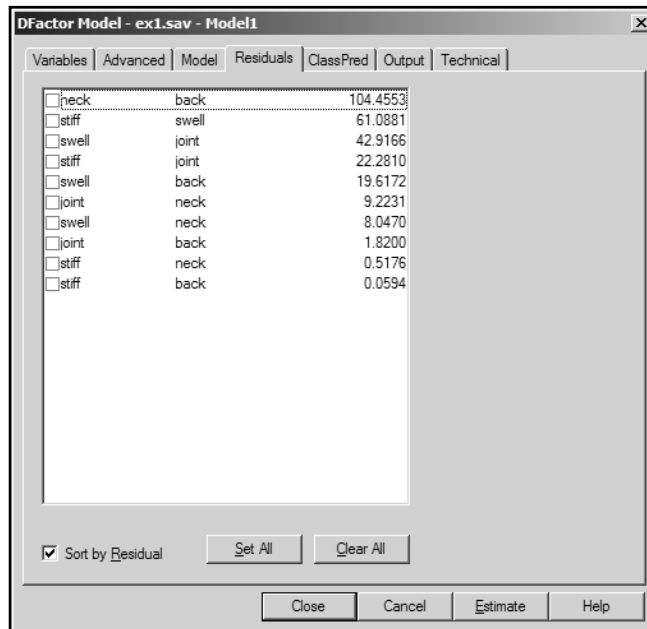 DFactor Model - ex1.sav - Model1
Variables Advanced Model Residuals ClassPred Output Technical
neck back 104.4553
stiff swell 61.0881
swell joint 42.9166
stiff joint 22.2810
swell back 19.6172
joint neck 9.2231
swell neck 8.0470
joint back 1.8200
stiff neck 0.5176
stiff back 0.0594
Sort by Residual Set All Clear All
Close Cancel Estimate Help